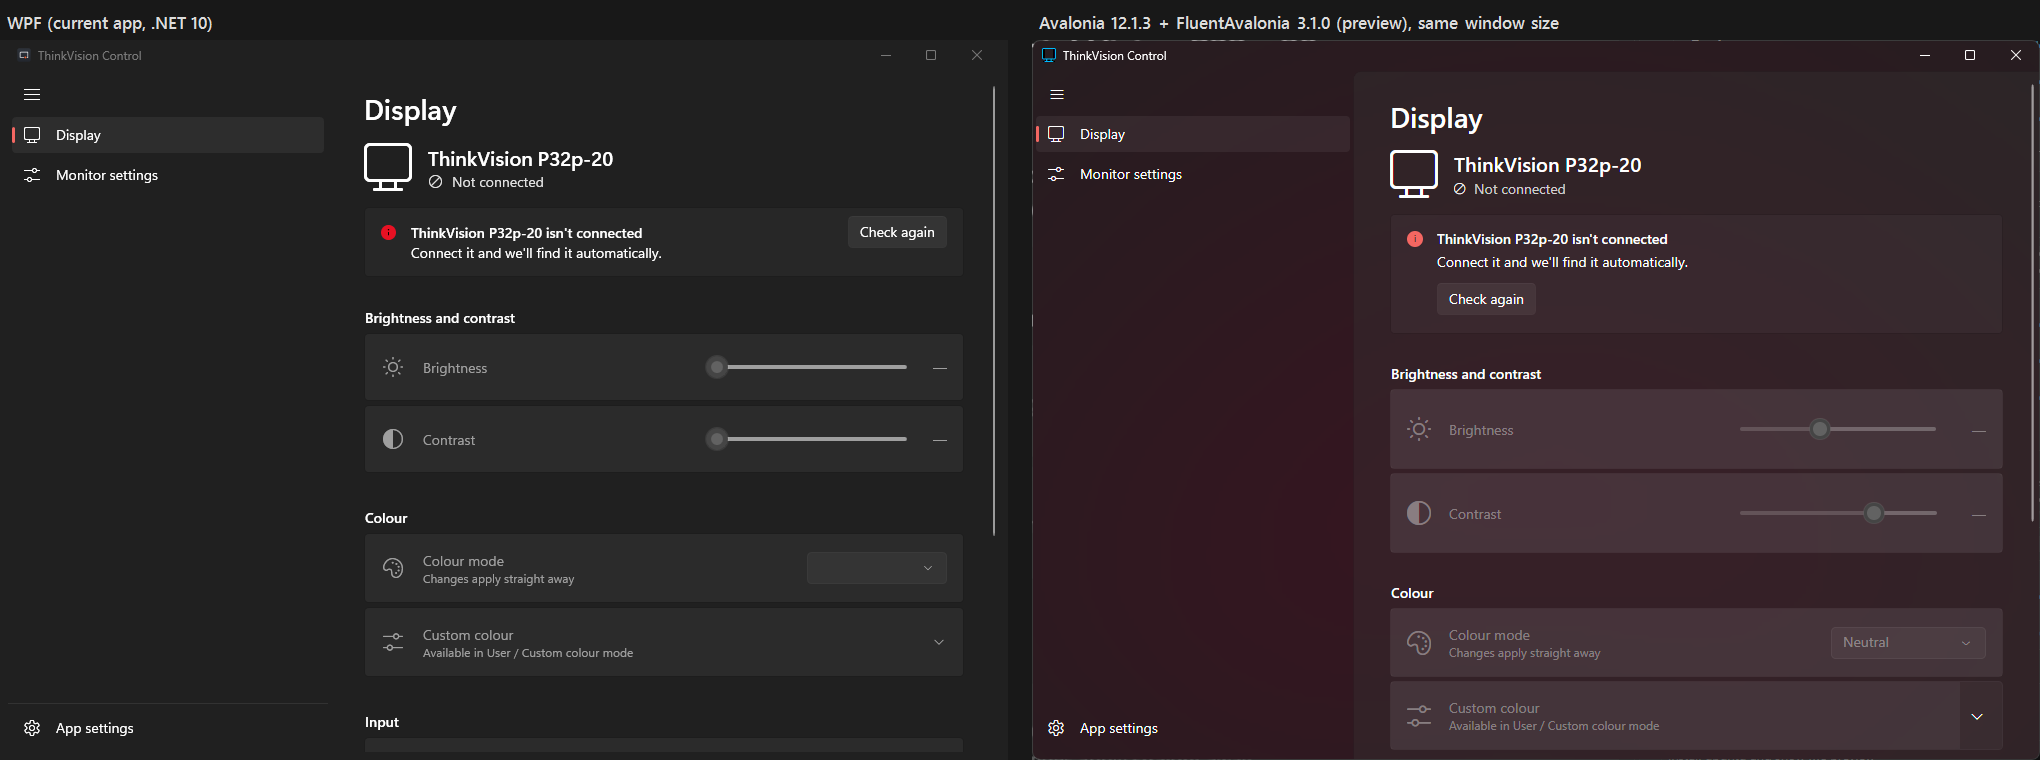 WPF (current app, .NET 10)
ThinkVision Control
Display
Monitor settings
App settings
Display
ThinkVision P32p-20
Not connected
ThinkVision P32p-20 isn't connected
Connect it and we'll find it automatically.
Check again
Brightness and contrast
Brightness
—
Contrast
—
Colour
Colour mode
Changes apply straight away
Custom colour
Available in User / Custom colour mode
Input
Avalonia 12.1.3 + FluentAvalonia 3.1.0 (preview), same window size
ThinkVision Control
Display
Monitor settings
App settings
Display
ThinkVision P32p-20
Not connected
ThinkVision P32p-20 isn't connected
Connect it and we'll find it automatically.
Check again
Brightness and contrast
Brightness
—
Contrast
—
Colour
Colour mode
Changes apply straight away
Neutral
Custom colour
Available in User / Custom colour mode